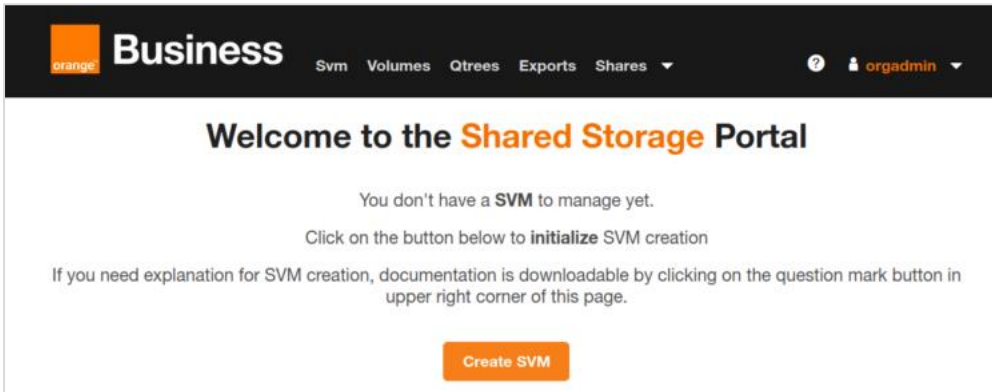 orange Business Svm Volumes Qtrees Exports Shares ? orgadmin
Welcome to the Shared Storage Portal
You don't have a SVM to manage yet.
Click on the button below to initialize SVM creation
If you need explanation for SVM creation, documentation is downloadable by clicking on the question mark button in
upper right corner of this page.
Create SVM